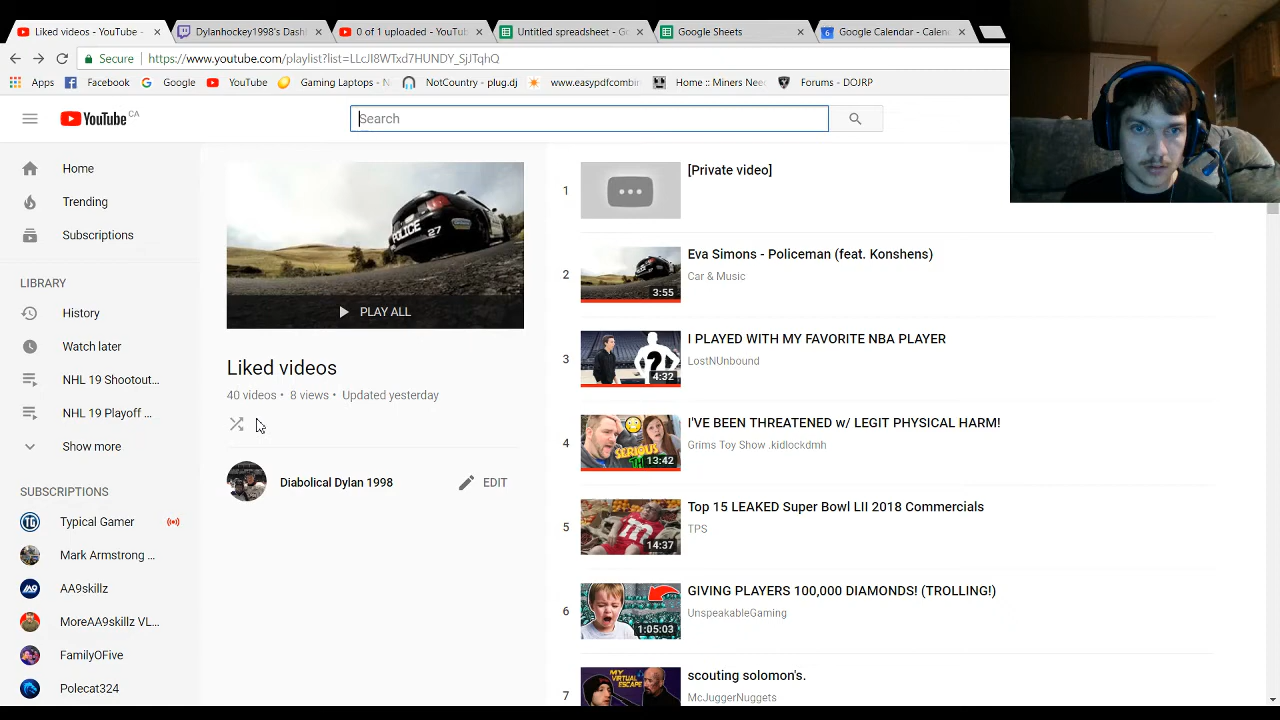 Liked videos - YouTube -
Dylanhockey1998's Dashl
0 of 1 uploaded - YouTub
Untitled spreadsheet - Go
Google Sheets
Google Calendar - Calen
Secure
https://www.youtube.com/playlist?list=LLcJI8WTxd7HUNDY_SjJTqhQ
Apps
Facebook
Google
YouTube
Gaming Laptops - N
NotCountry - plug.dj
www.easypdfcombin
Home :: Miners Nee
Forums - HOJRP
YouTube CA
Search
Home
Trending
Subscriptions
LIBRARY
History
Watch later
NHL 19 Shootout...
NHL 19 Playoff ...
Show more
SUBSCRIPTIONS
Typical Gamer
Mark Armstrong ...
AA9skillz
MoreAA9skillz VL...
FamilyOFive
Polecat324
POLICE 27
PLAY ALL
Liked videos
40 videos • 8 views • Updated yesterday
Diabolical Dylan 1998
EDIT
1
[Private video]
2
3:55
Eva Simons - Policeman (feat. Konshens)
Car & Music
3
4:32
I PLAYED WITH MY FAVORITE NBA PLAYER
LostNUnbound
4
SERIOUS
13:42
I'VE BEEN THREATENED w/ LEGIT PHYSICAL HARM!
Grims Toy Show .kidlockdmh
5
14:37
Top 15 LEAKED Super Bowl LII 2018 Commercials
TPS
6
1:05:03
GIVING PLAYERS 100,000 DIAMONDS! (TROLLING!)
UnspeakableGaming
7
MY VIRTUAL
ESCAPE
scouting solomon's.
McJuggerNuggets